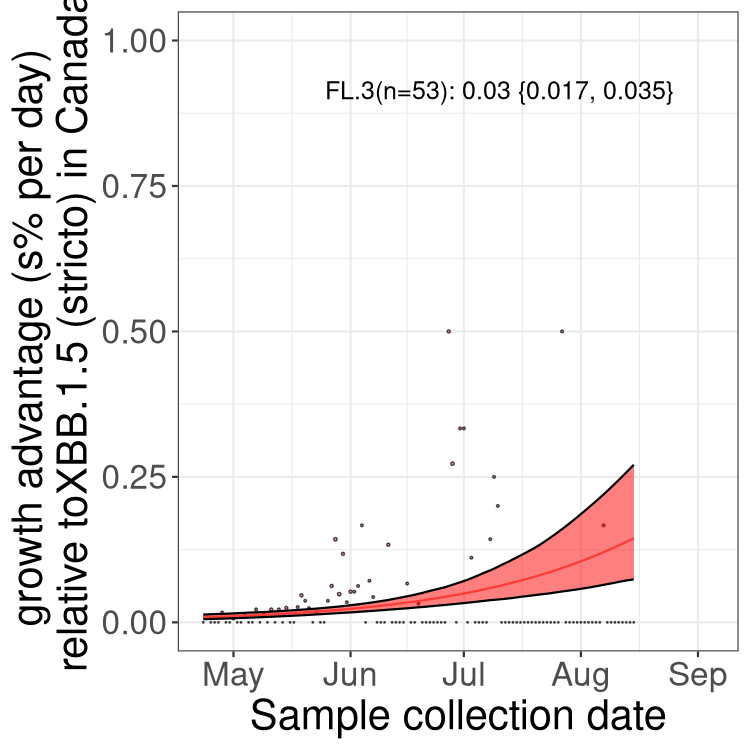 growth advantage (s% per day)
relative toXBB.1.5 (stricto) in Canada
1.00
0.75
0.50
0.25
0.00
FL.3(n=53): 0.03 {0.017, 0.035}
May Jun Jul Aug Sep
Sample collection date